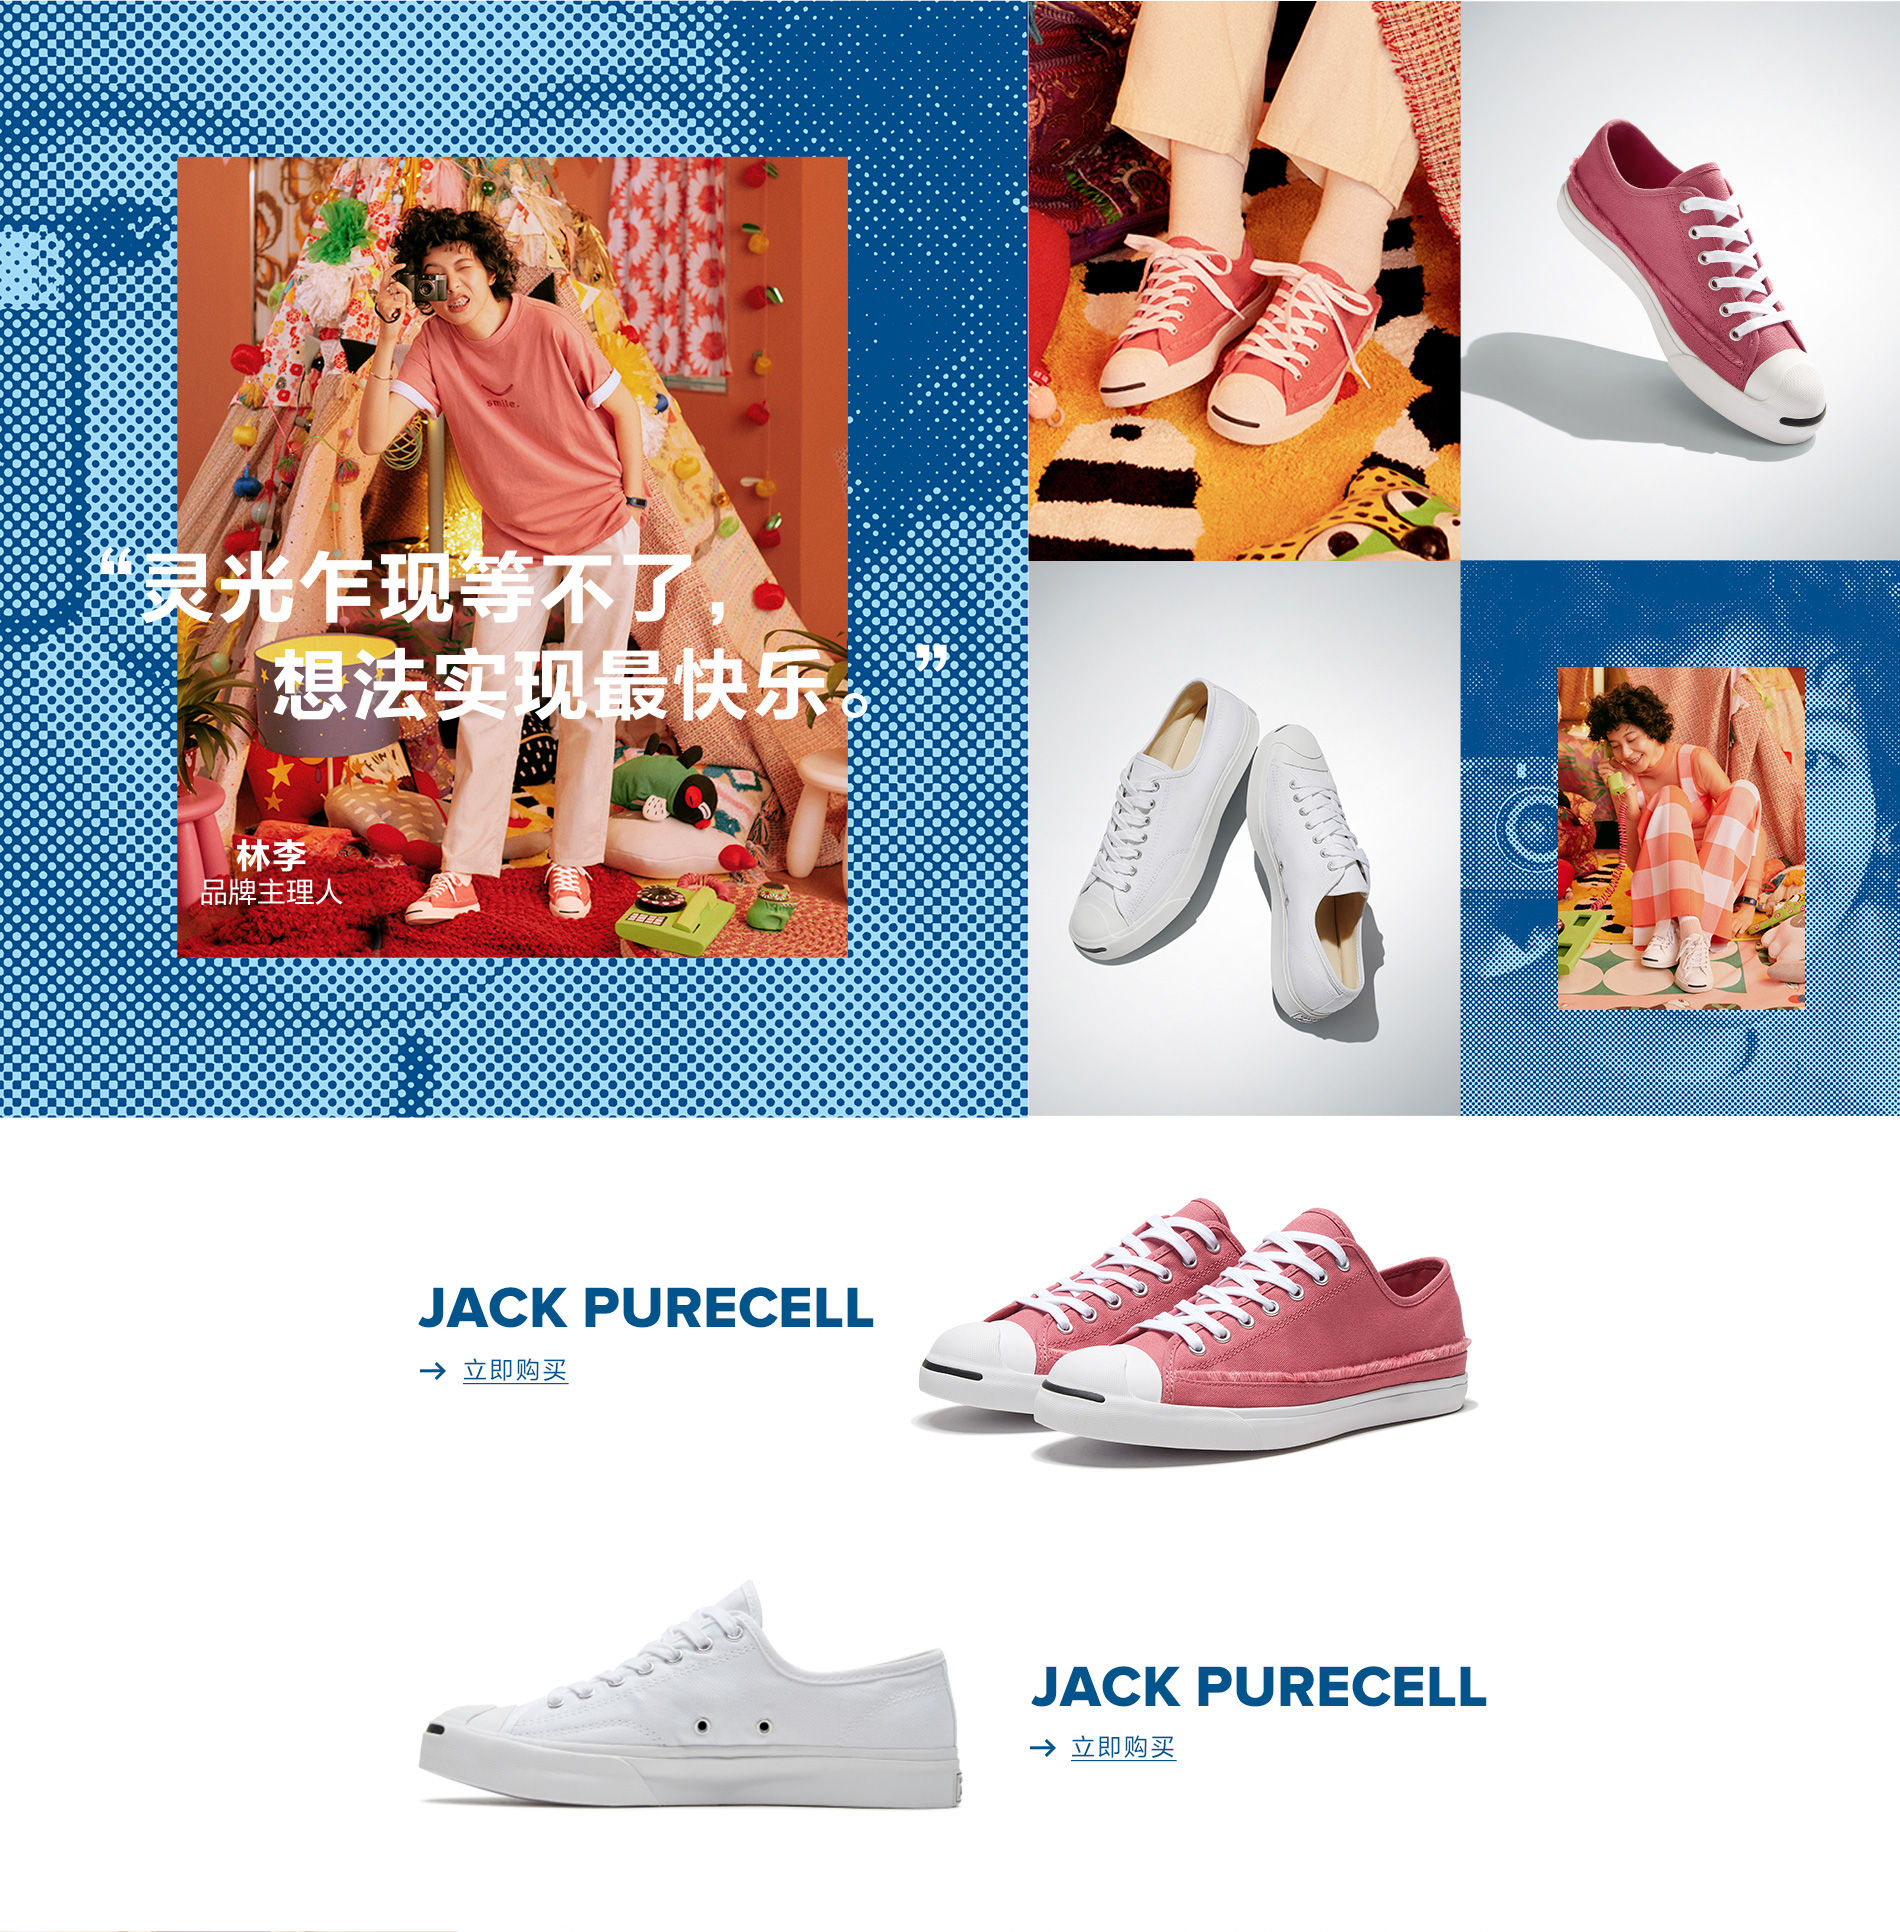 “灵光乍现等不了，
想法实现最快乐。”
smile.
林李
品牌主理人
JACK PURECELL
→ 立即购买
JACK PURECELL
→ 立即购买